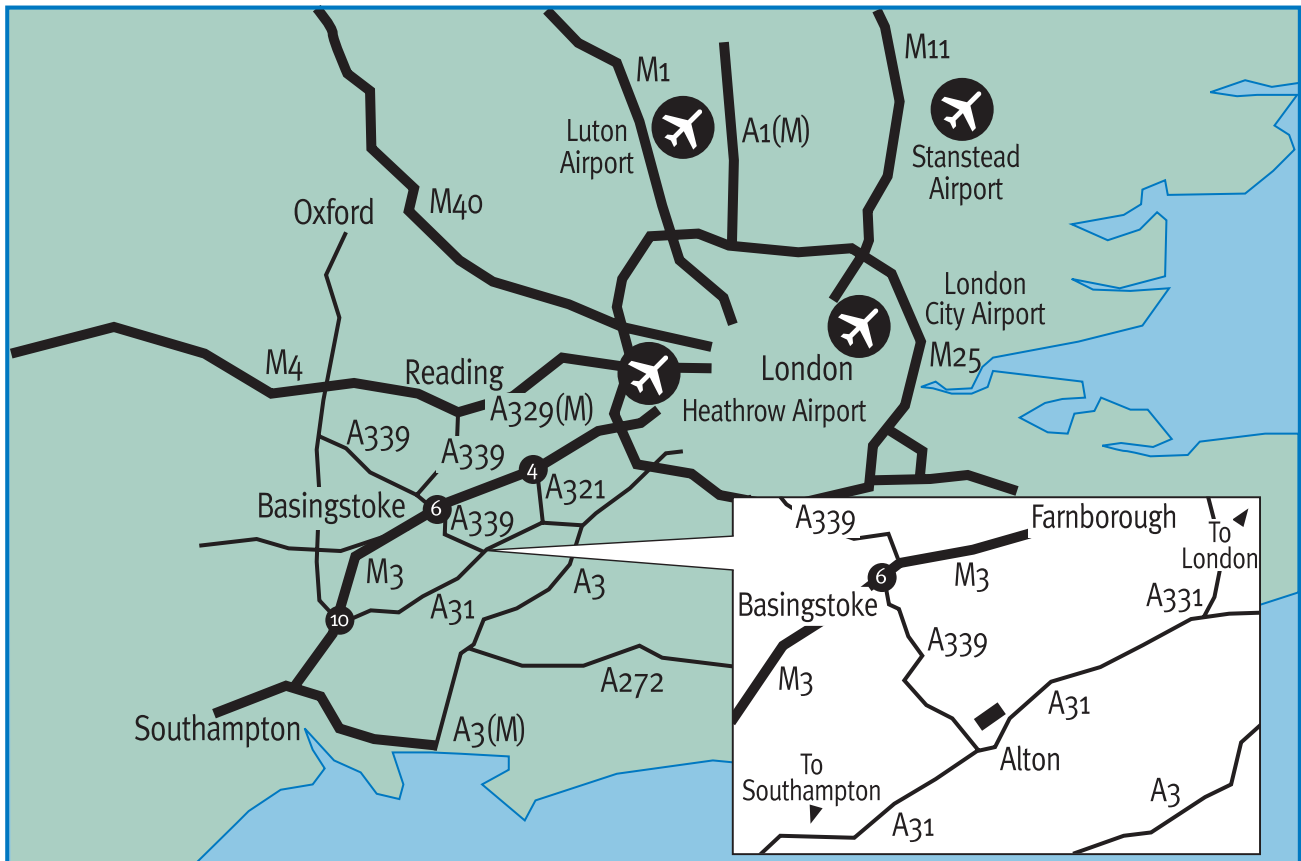 M11
M1
Luton
Airport
A1(M)
Stanstead
Airport
Oxford
M40
London
City Airport
M25
M4
Reading
London
A329(M)
Heathrow Airport
A339
A339
4
A321
Basingstoke
6
A339
M3
A31
A3
10
A272
Southampton
A3(M)
A339
Farnborough
To
London
6
M3
Basingstoke
A331
A339
M3
A31
Alton
To
Southampton
A3
A31